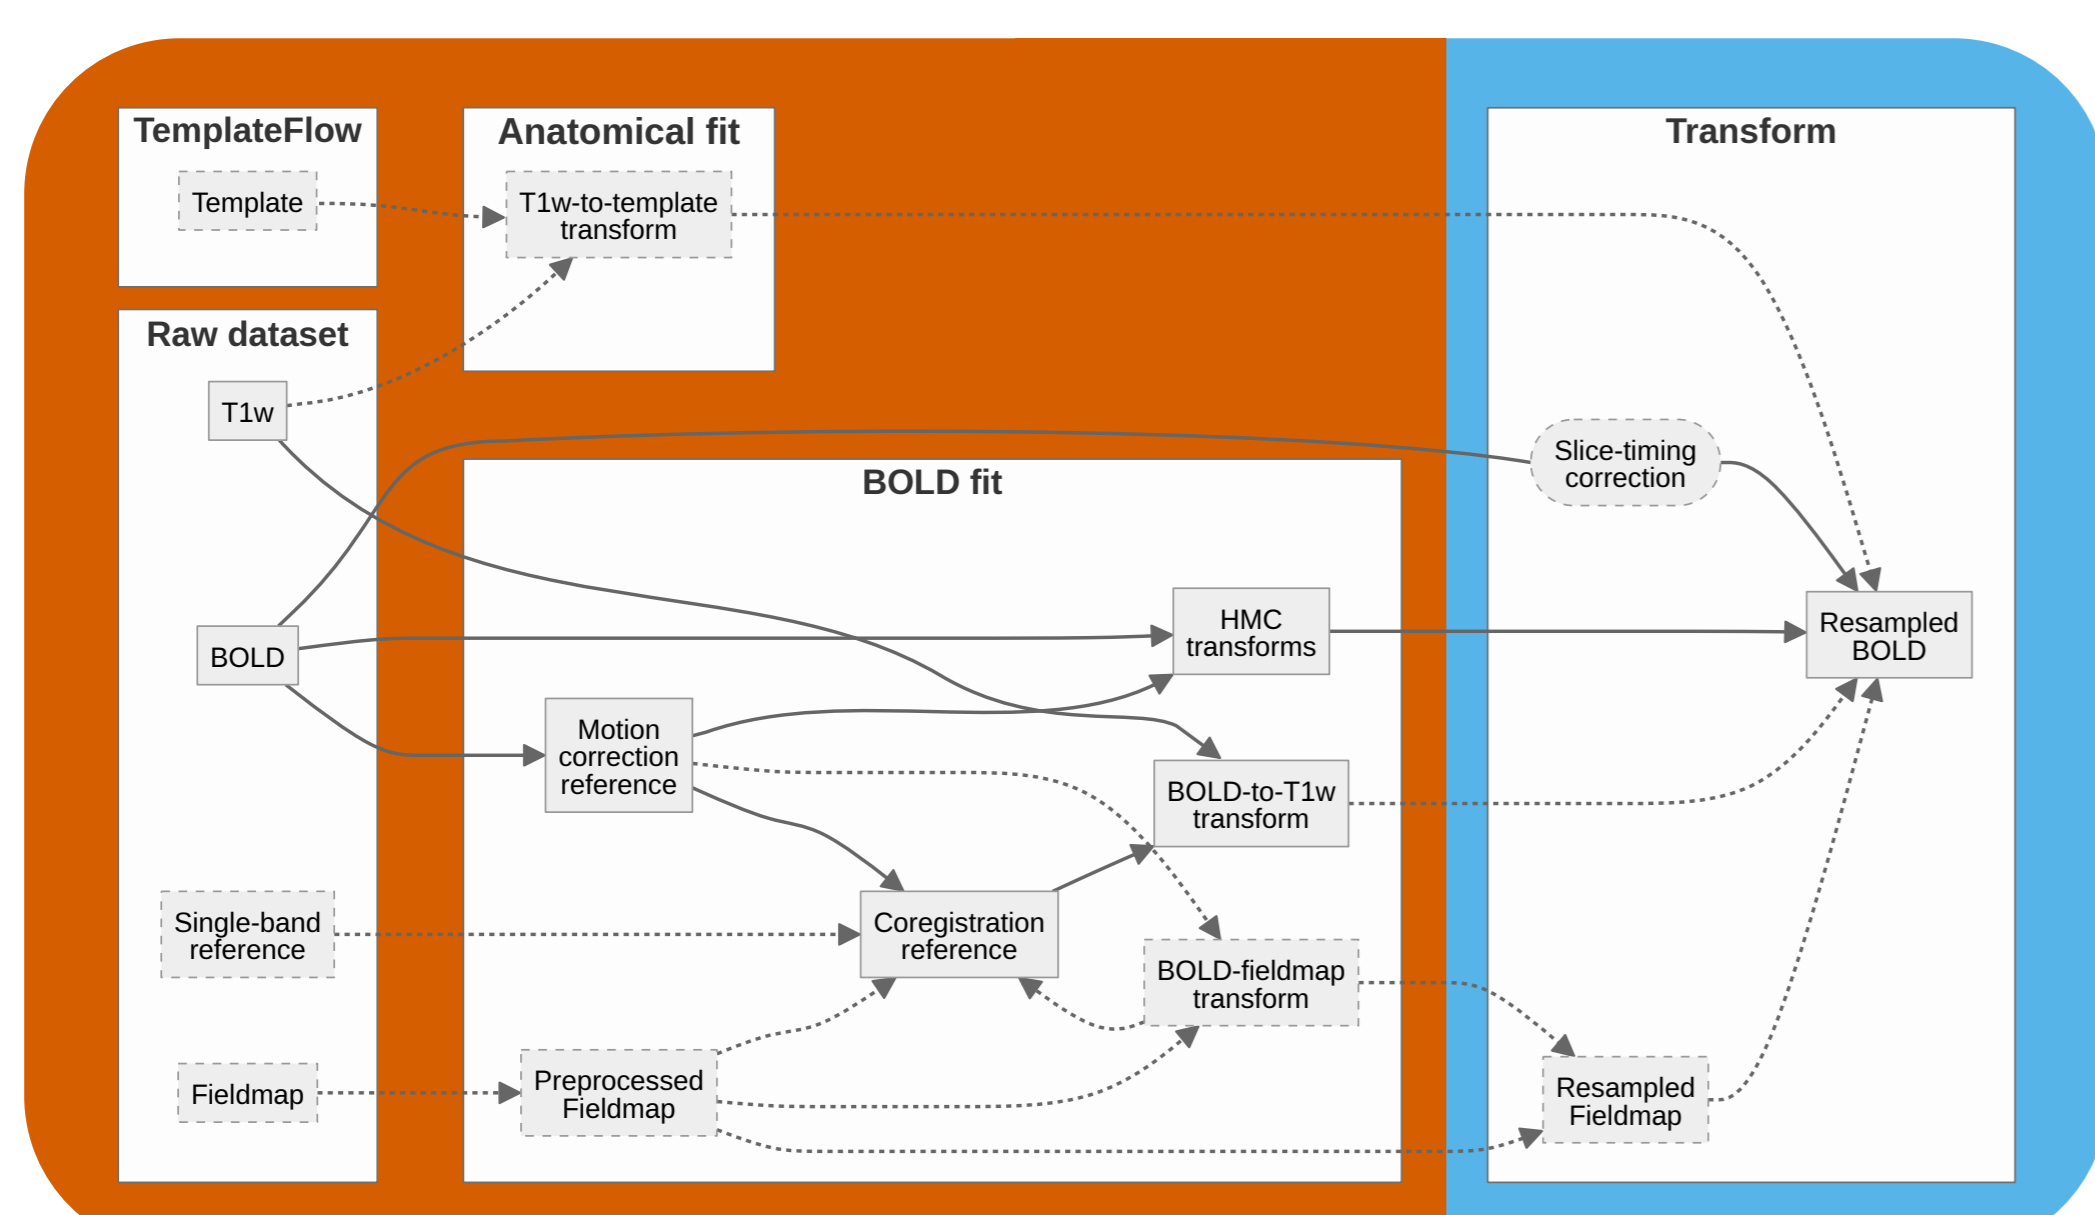 TemplateFlow
Template
Anatomical fit
T1w-to-template
transform
Transform
Raw dataset
T1w
BOLD
Single-band
reference
Fieldmap
BOLD fit
HMC
transforms
Motion
correction
reference
BOLD-to-T1w
transform
Coregistration
reference
BOLD-fieldmap
transform
Preprocessed
Fieldmap
Slice-timing
correction
Resampled
BOLD
Resampled
Fieldmap